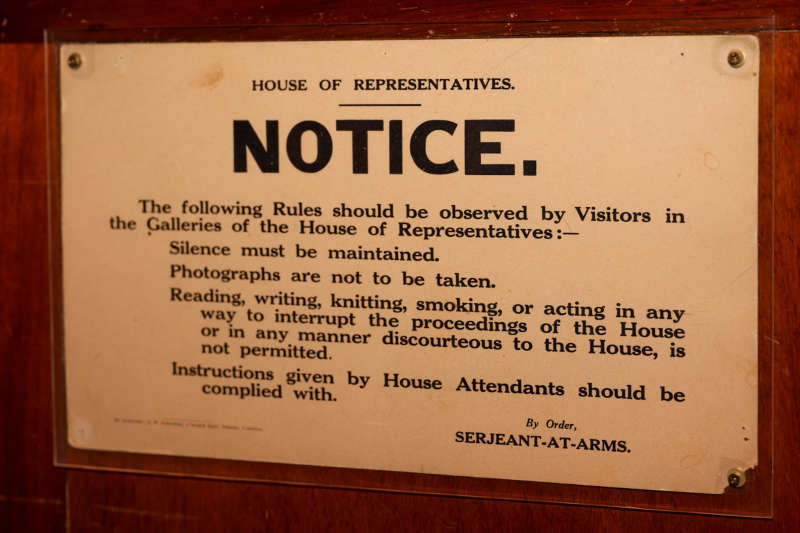 HOUSE OF REPRESENTATIVES.
NOTICE.
The following Rules should be observed by Visitors in
the Galleries of the House of Representatives:—
Silence must be maintained.
Photographs are not to be taken.
Reading, writing, knitting, smoking, or acting in any
way to interrupt the proceedings of the House
or in any manner discourteous to the House, is
not permitted.
Instructions given by House Attendants should be
complied with.
By Order,
SERJEANT-AT-ARMS.